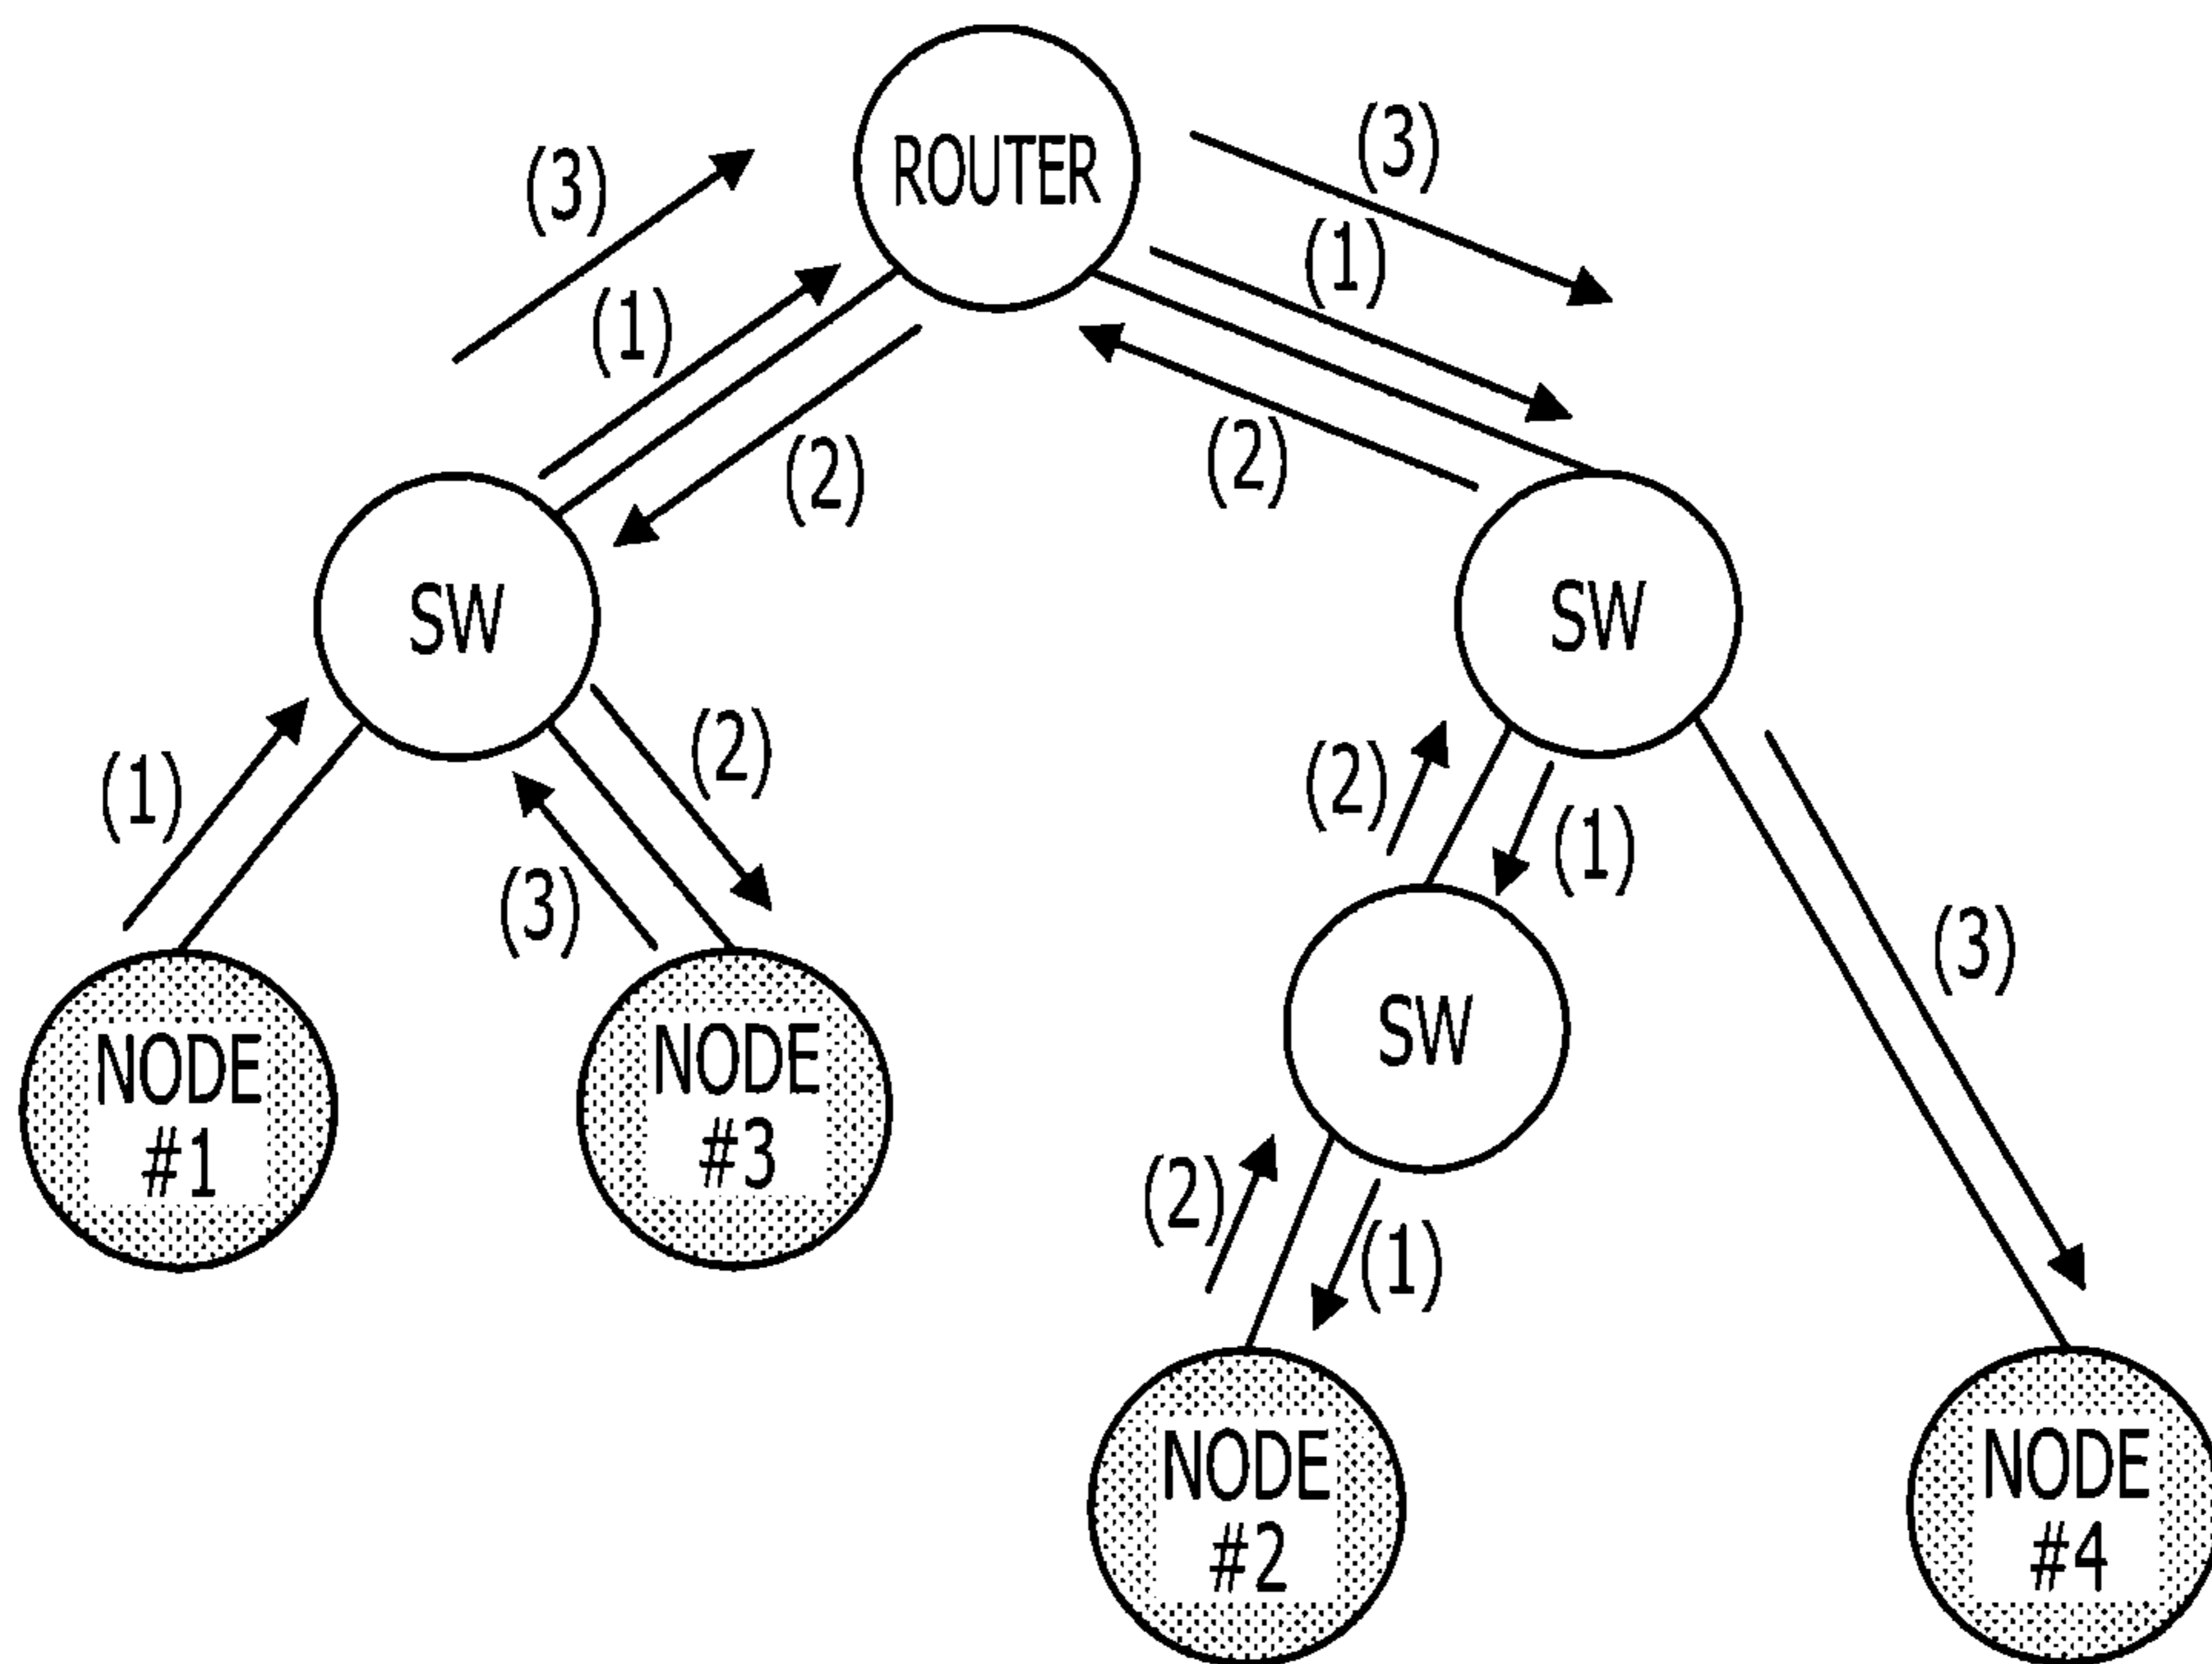 ROUTER
(3)
(3)
(1)
(1)
(2)
(2)
SW
SW
(1)
(2)
(3)
(2)
(1)
(3)
NODE
#1
NODE
#3
SW
(2)
(1)
NODE
#2
NODE
#4